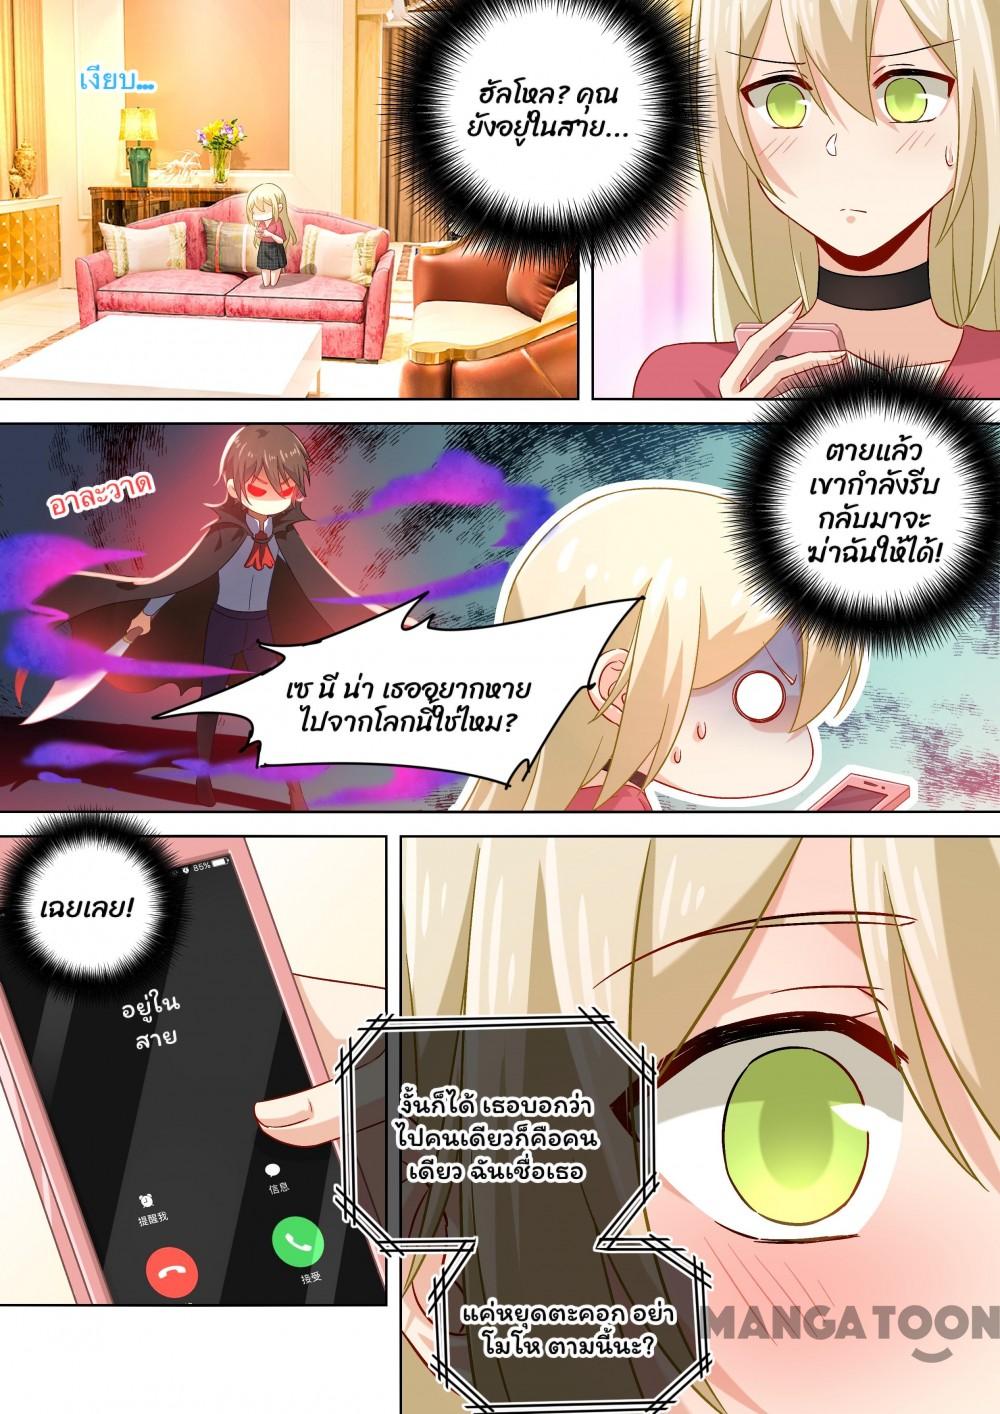 เงียบ...
ฮัลโหล? คุณ
ยังอยู่ในสาย...
อาละวาด
ตายแล้ว
เขากำลังรีบ
กลับมาจะ
ฆ่าฉันให้ได้!
เซ นี น่า เธออยากหาย
ไปจากโลกนี้ใช่ไหม?
เฉยเลย!
85%
อยู่ใน
สาย
信息
提醒我
接受
งั้นก็ได้ เธอบอกว่า
ไปคนเดียวก็คือคน
เดียว ฉันเชื่อเธอ
แค่หยุดตะคอก อย่า
โมโห ตามนี้นะ?
MANGATOON